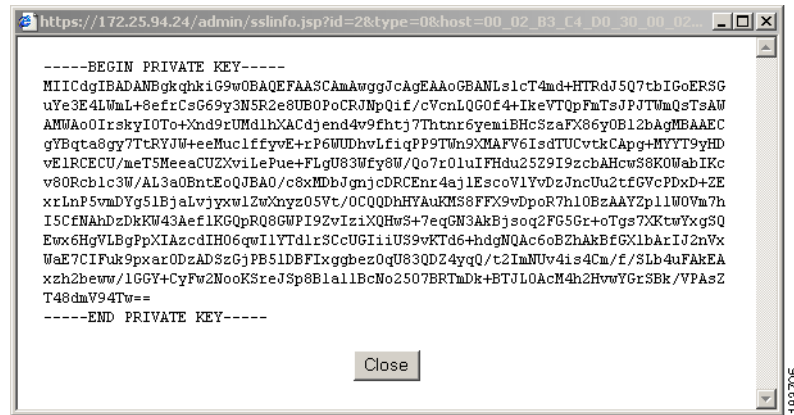 https://172.25.94.24/admin/sslinfo.jsp?id=2&type=0&host=00_02_B3_C4_D0_30_00_02...
-----BEGIN PRIVATE KEY-----
MIICdgIBADANBgkqhkiG9w0BAQEFAASCAmAwggJcAgEAAoGBANLslcT4md+HTRdJ5Q7tbIGoERSG
uYe3E4LWmL+8efrCsG69y3N5R2e8UB0PoCRJNpQif/cVcnLQG0f4+IkeVTQpFmTsJPJTWmQsTsAW
AMWAo0IrskyI0To+Xnd9rUMdlhXACdjend4v9fhtj7Thtnr6yemiBHcSzaFX86y0Bl2bAgMBAAEC
gYBqta8gy7TtRYJW+eeMuclffyvE+rP6WUDhvLfiqPP9TWn9XMAFV6IsdTUCvtkCApg+MYYT9yHD
vElRCECU/meT5MeeaCUZXviLePue+FLgU83Wfy8W/Qo7r0luIFHdu25Z9I9zcbAHcwS8K0WabIKc
v80Rcblc3W/AL3a0BntEoQJBAO/c8xMDbJgnjcDRCEnr4ajlEscoVlYvDzJncUu2tfGVcPDxD+ZE
xrLnP5vmDYg5lBjaLvjyxwlZwXnyz05Vt/0CQQDhHYAuKMS8FFX9vDpoR7hl0BzAAYZpllW0Vm7h
I5CfNAhDzDkKW43AeflKGQpRQ8GWPI9ZvIziXQHwS+7eqGN3AkBjsoq2FG5Gr+oTgs7XKtwYxgSQ
Ewx6HgVLBgPpXIAzcdIH06qwIlYTdlrSCcUGIiiUS9vKTd6+hdgNQAc6oBZhAkBfGXlbArIJ2nVx
WaE7CIFuk9pxar0DzADSzGjPB5lDBFIxggbez0qU83QDZ4yqQ/t2ImNUv4is4Cm/f/SLb4uFAkEA
xzh2beww/lGGY+CyFw2NooKSreJSp8BlallBcNo2507BRTmDk+BTJL0AcM4h2HvwYGrSBk/VPAsZ
T48dmV94Tw==
-----END PRIVATE KEY-----
Close